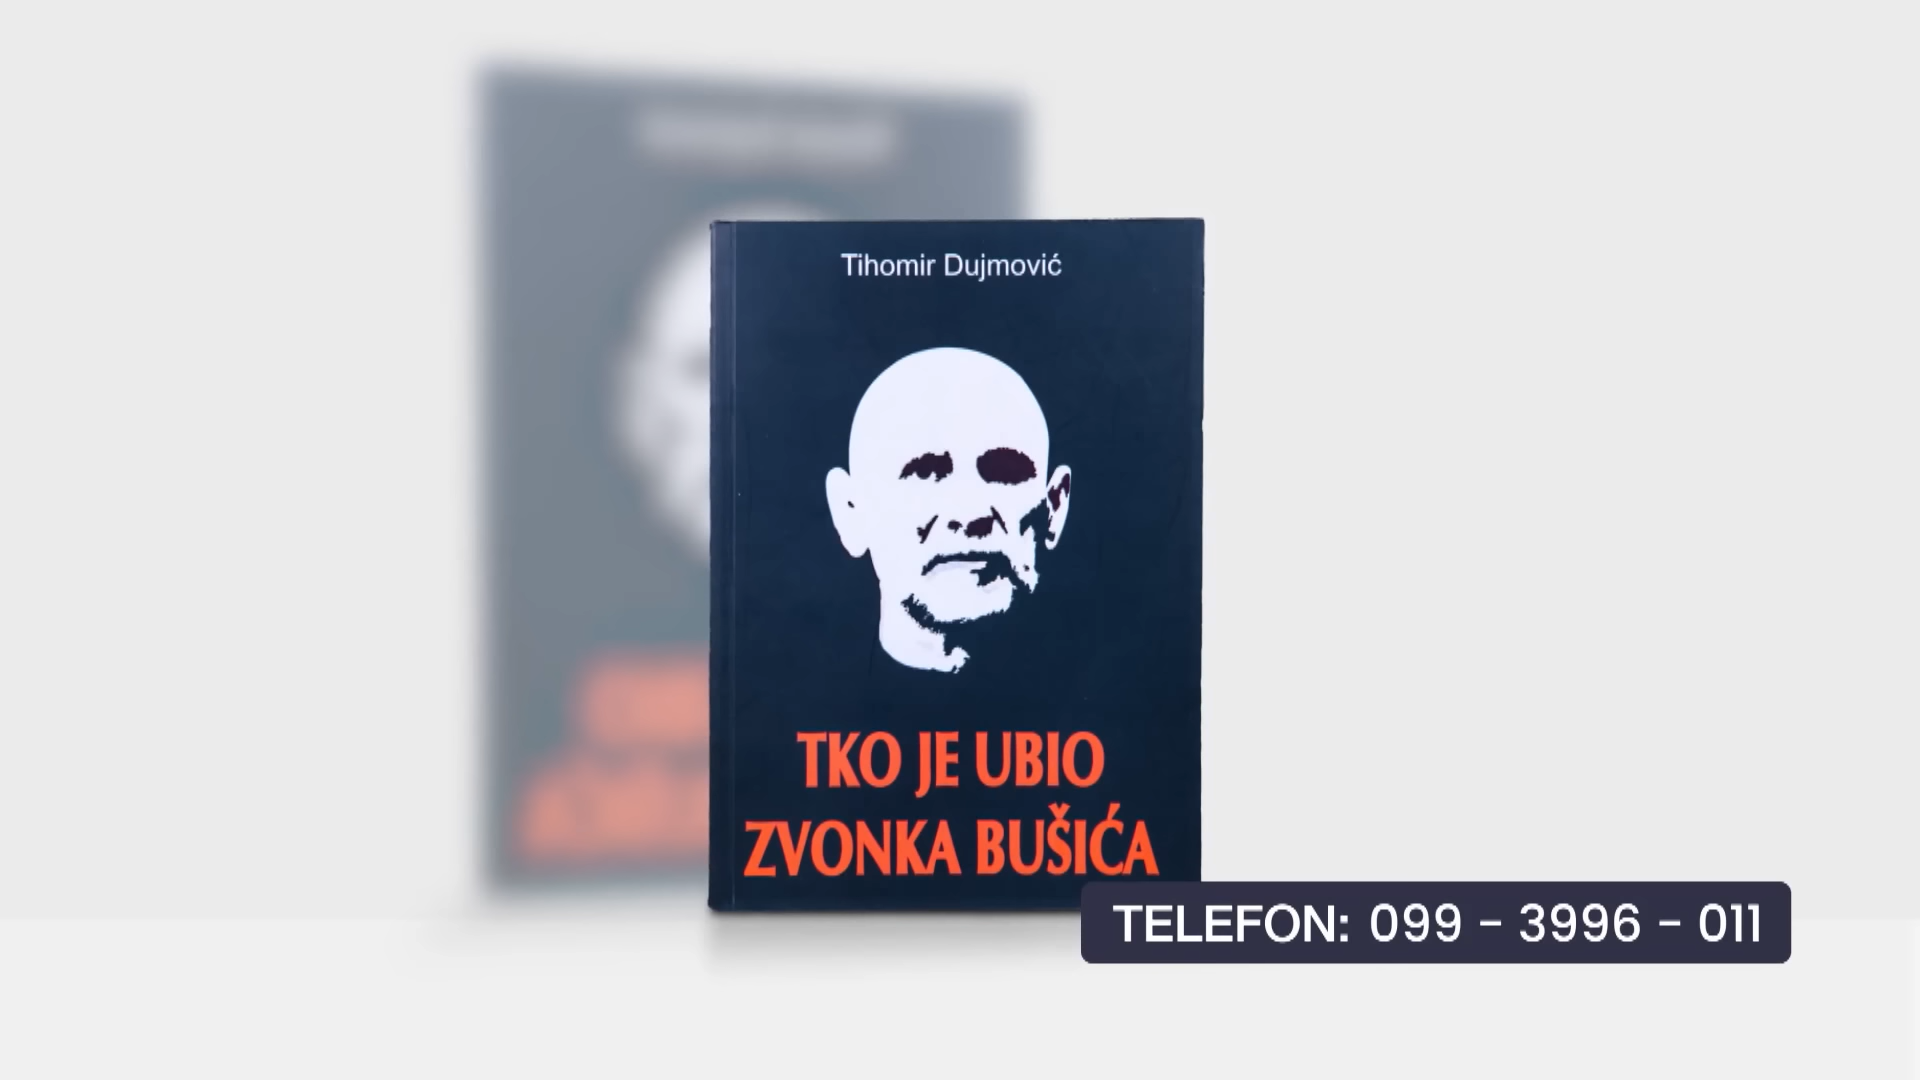 Tihomir Dujmović
TKO JE UBIO
ZVONKA BUŠIĆA
TELEFON: 099 - 3996 - 011